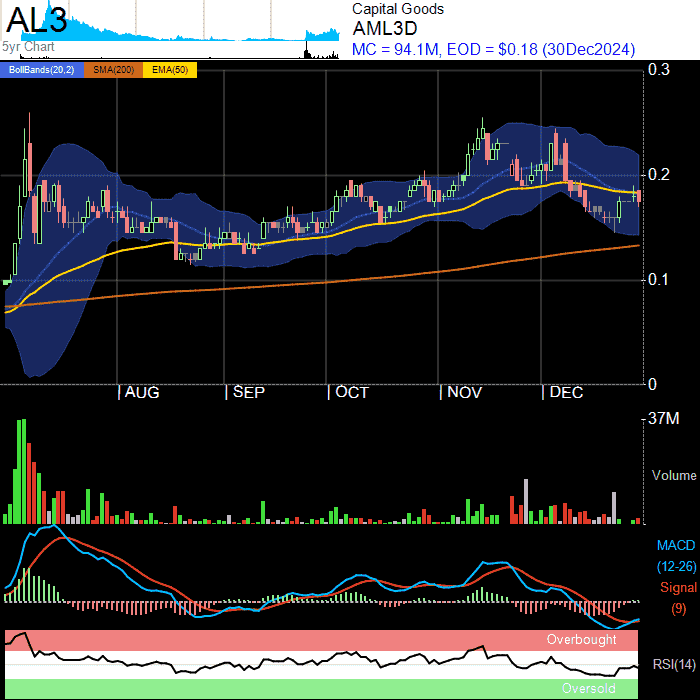 AL3
5yr Chart
Capital Goods
AML3D
MC = 94.1M, EOD = $0.18 (30Dec2024)
BollBands(20,2) SMA(200) EMA(50)
0.3
0.2
0.1
0
AUG SEP OCT NOV DEC
37M
Volume
MACD
(12-26)
Signal
(9)
Overbought
RSI(14)
Oversold